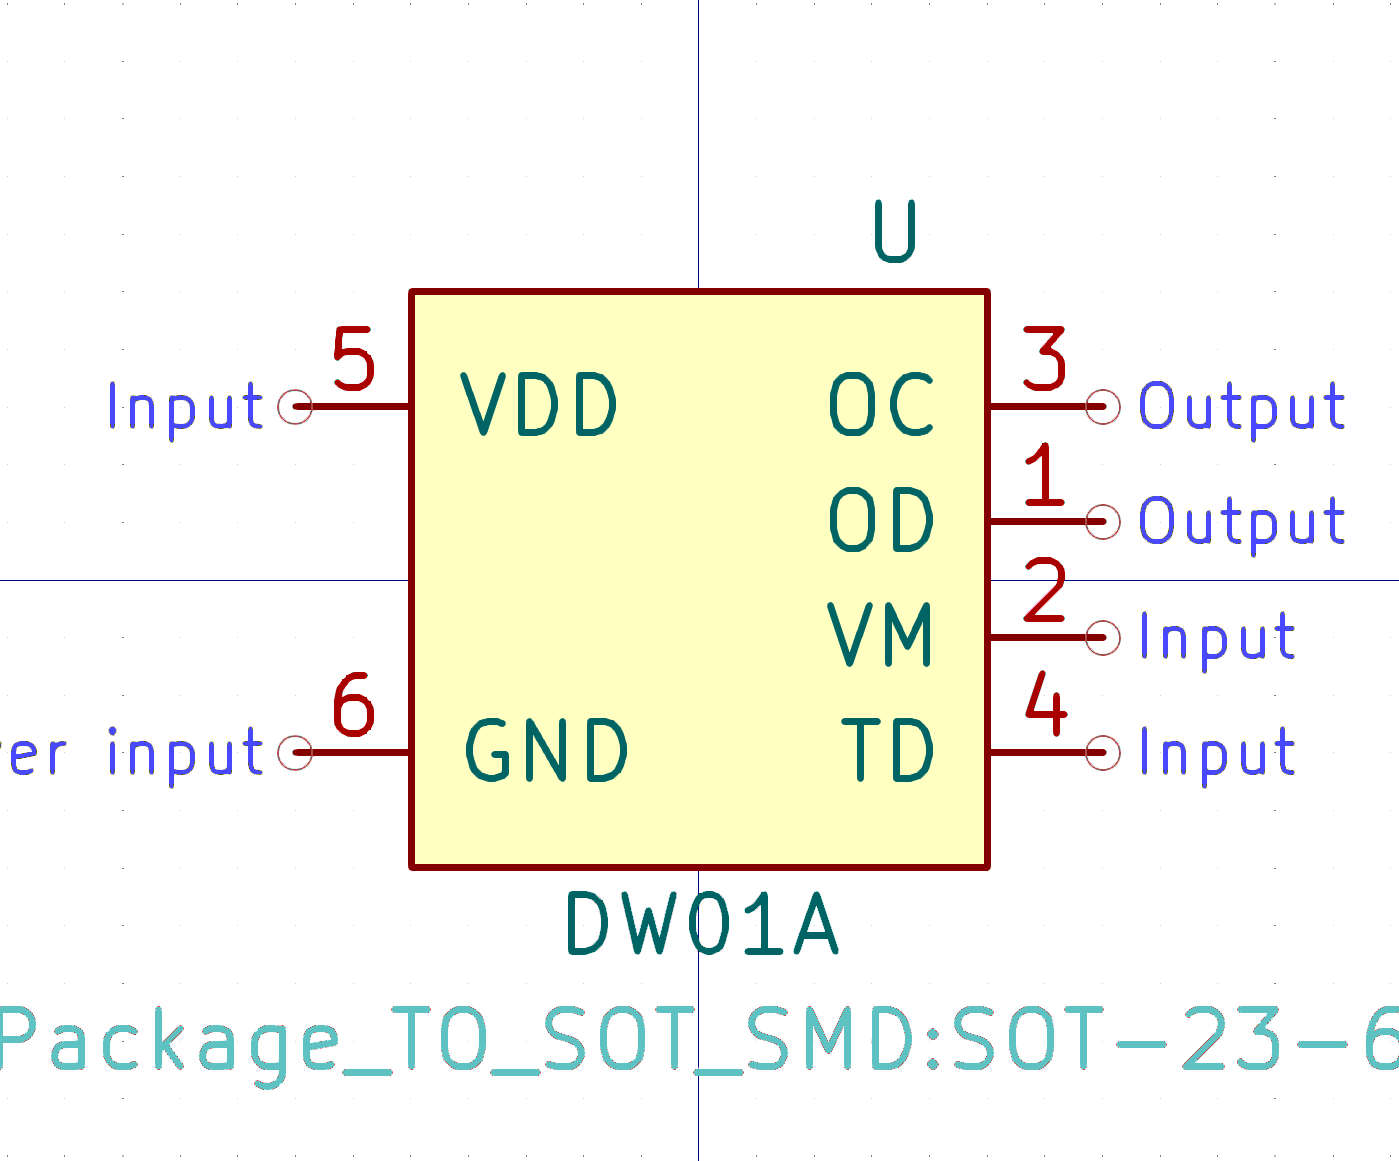 U
5 3
Input VDD OC Output
1
OD Output
2
VM Input
6 4
er input GND TD Input
DW01A
Package_TO_SOT_SMD:SOT-23-6